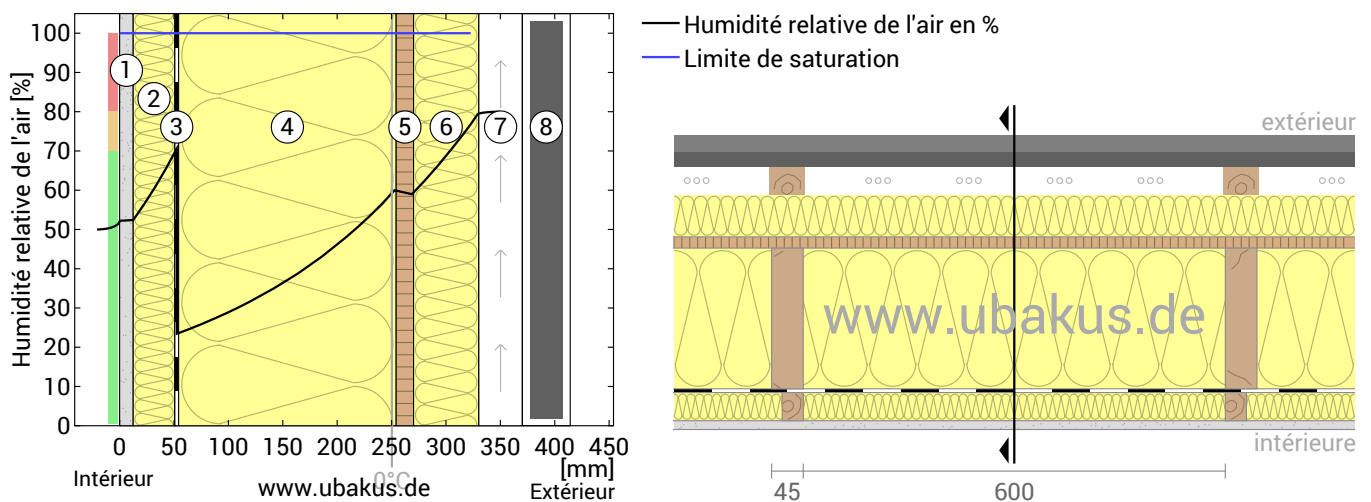 Humidité relative de l'air [%]
100
90
80
70
60
50
40
30
20
10
0
1
2
3
4
5
6
7
8
0 50 100 150 200 250 300 350 400 450
[mm]
Intérieur
0°C
www.ubakus.de
Extérieur
Humidité relative de l'air en %
Limite de saturation
extérieur
www.ubakus.de
intérieure
45
600